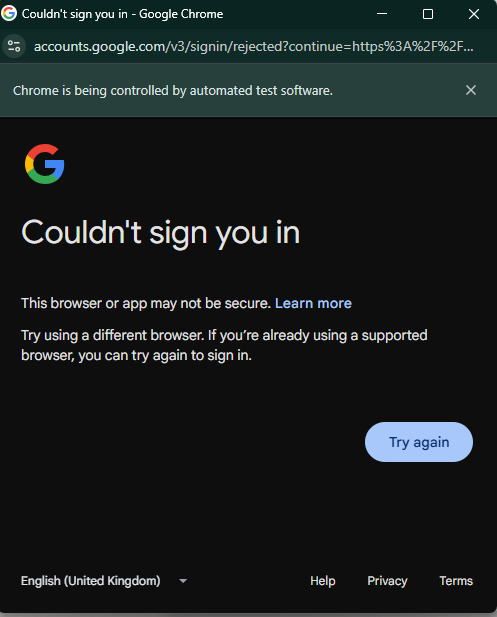 Couldn't sign you in - Google Chrome
accounts.google.com/v3/signin/rejected?continue=https%3A%2F%2F...
Chrome is being controlled by automated test software.
Couldn't sign you in
This browser or app may not be secure. Learn more
Try using a different browser. If you’re already using a supported
browser, you can try again to sign in.
Try again
English (United Kingdom) Help Privacy Terms